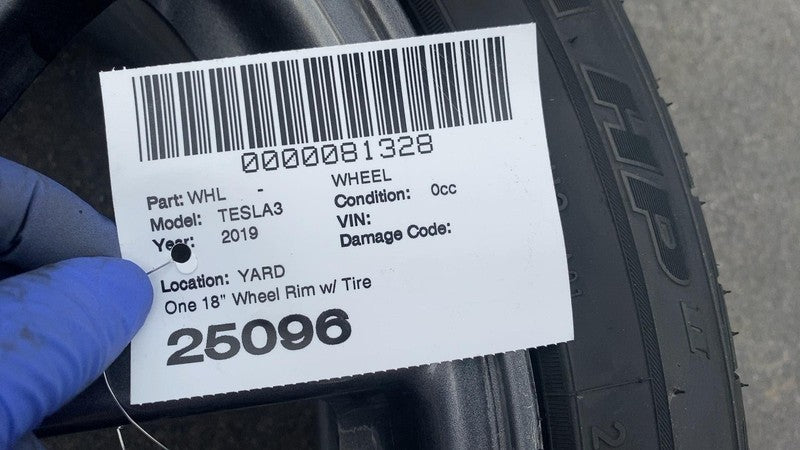 0000081328
Part: WHL - WHEEL
Model: TESLA3 Condition: 0cc
Year: 2019 VIN:
Damage Code:
Location: YARD
One 18" Wheel Rim w/ Tire
25096
HP